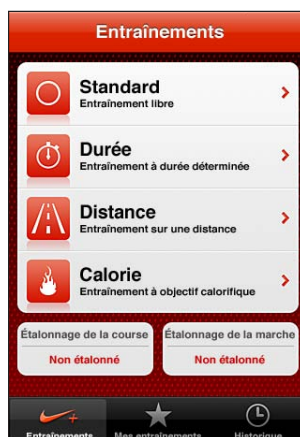 Entraînements
Standard
Entraînement libre
Durée
Entraînement à durée déterminée
Distance
Entraînement sur une distance
Calorie
Entraînement à objectif calorifique
Étalonnage de la course
Non étalonné
Étalonnage de la marche
Non étalonné
Entraînements Mes entraînements Historique